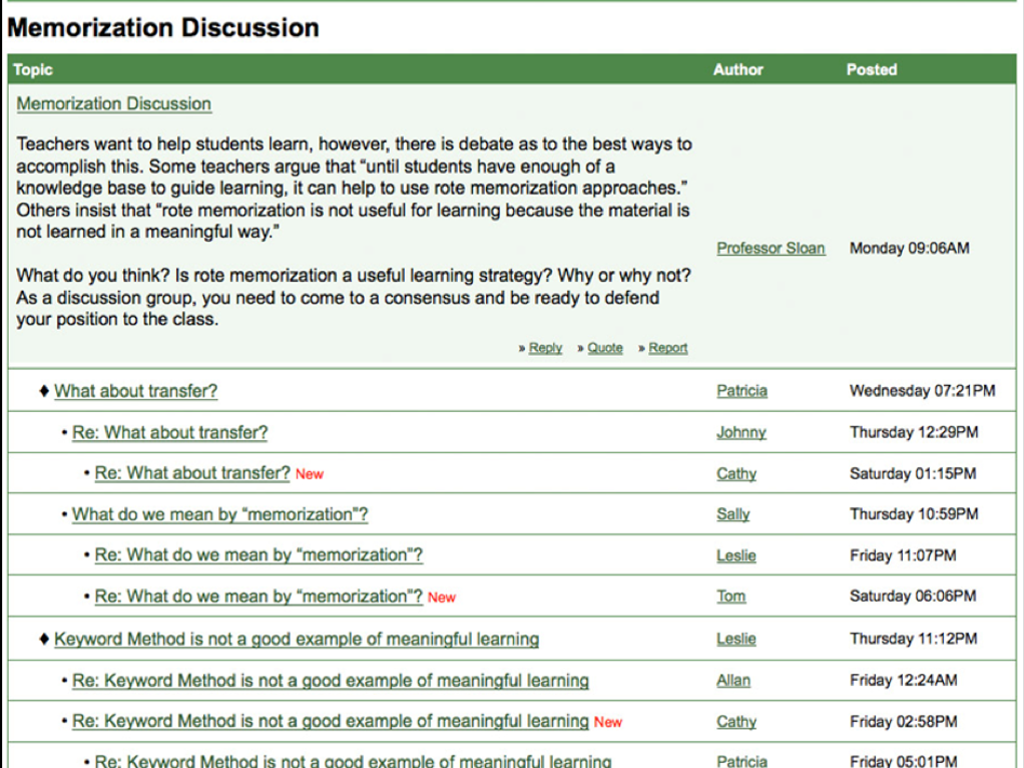 Memorization Discussion
Topic Author Posted
Memorization Discussion
Teachers want to help students learn, however, there is debate as to the best ways to
accomplish this. Some teachers argue that “until students have enough of a
knowledge base to guide learning, it can help to use rote memorization approaches.”
Others insist that “rote memorization is not useful for learning because the material is
not learned in a meaningful way.”
Professor Sloan Monday 09:06AM
What do you think? Is rote memorization a useful learning strategy? Why or why not?
As a discussion group, you need to come to a consensus and be ready to defend
your position to the class.
» Reply » Quote » Report
♦ What about transfer? Patricia Wednesday 07:21PM
• Re: What about transfer? Johnny Thursday 12:29PM
• Re: What about transfer? New Cathy Saturday 01:15PM
• What do we mean by “memorization”? Sally Thursday 10:59PM
• Re: What do we mean by “memorization”? Leslie Friday 11:07PM
• Re: What do we mean by “memorization”? New Tom Saturday 06:06PM
♦ Keyword Method is not a good example of meaningful learning Leslie Thursday 11:12PM
• Re: Keyword Method is not a good example of meaningful learning Allan Friday 12:24AM
• Re: Keyword Method is not a good example of meaningful learning New Cathy Friday 02:58PM
• Re: Keyword Method is not a good example of meaningful learning Patricia Friday 05:01PM